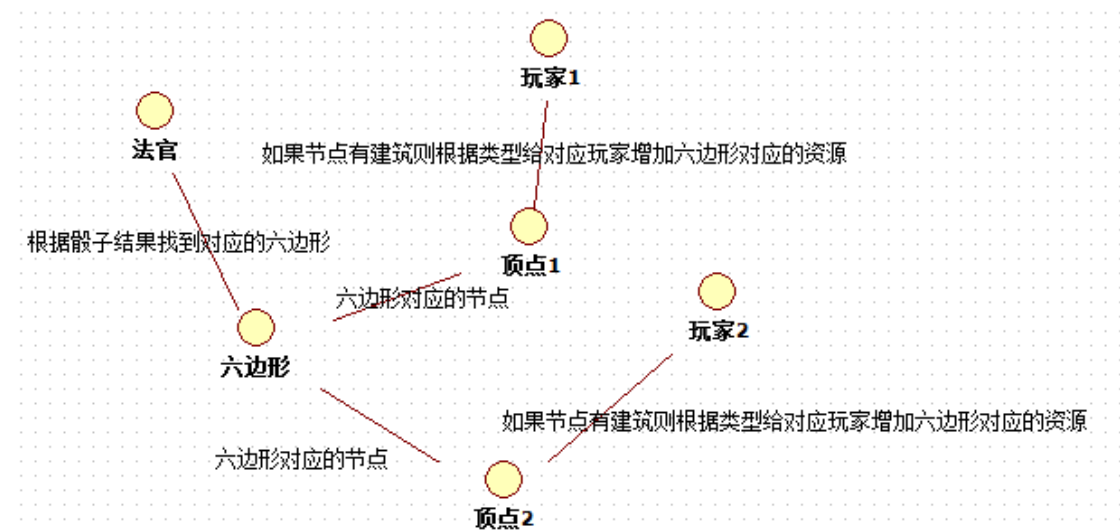 玩家1
法官
如果节点有建筑则根据类型给对应玩家增加六边形对应的资源
根据骰子结果找到对应的六边形
顶点1
六边形对应的节点
玩家2
六边形
如果节点有建筑则根据类型给对应玩家增加六边形对应的资源
六边形对应的节点
顶点2